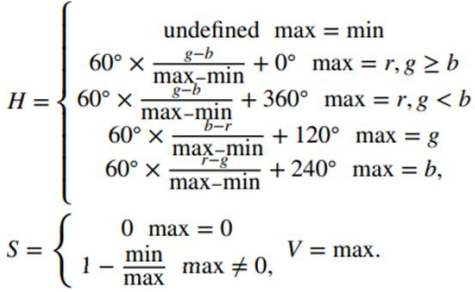 undefined max = min
60° × g−b / max−min + 0° max = r, g ≥ b
H = 60° × g−b / max−min + 360° max = r, g < b
60° × b−r / max−min + 120° max = g
60° × r−g / max−min + 240° max = b,
0 max = 0
S = 1 − min / max max ≠ 0, V = max.